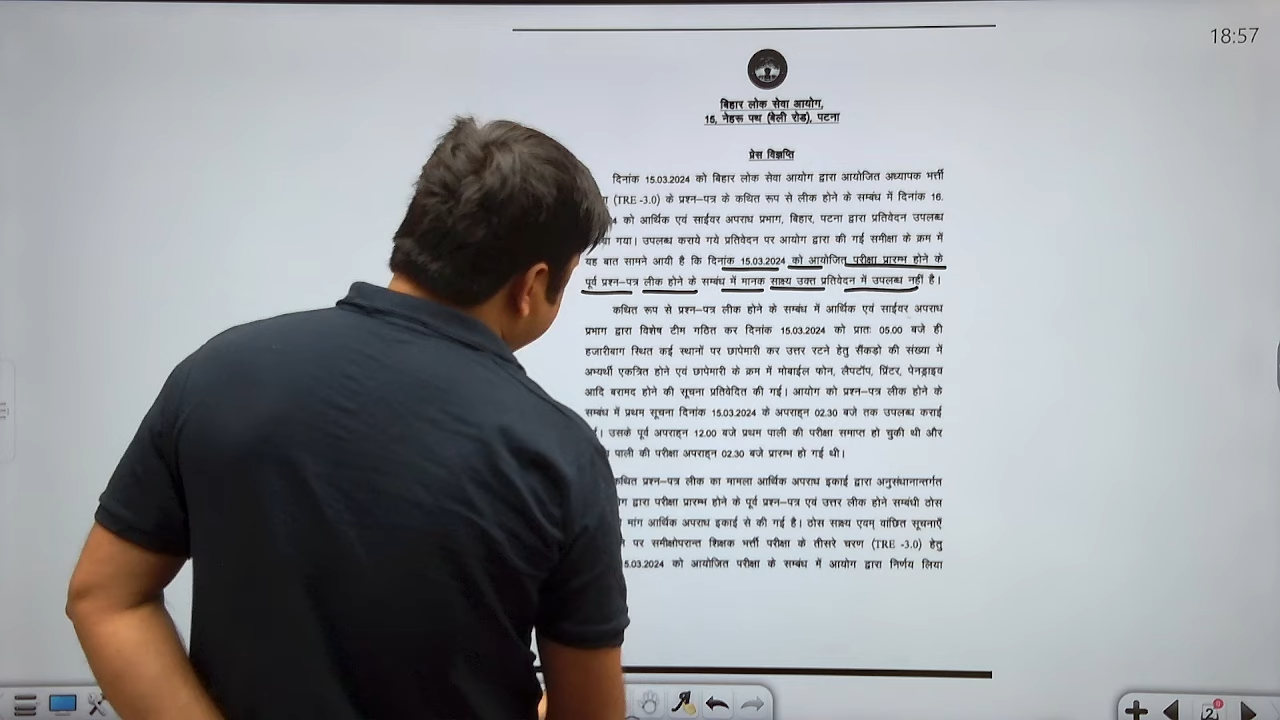 18:57
बिहार लोक सेवा आयोग,
15, नेहरू पथ (बेली रोड), पटना
प्रेस विज्ञप्ति
दिनांक 15.03.2024 को बिहार लोक सेवा आयोग द्वारा आयोजित अध्यापक भर्ती
(TRE -3.0) के प्रश्न–पत्र के कथित रूप से लीक होने के सम्बंध में दिनांक 16.
को आर्थिक एवं साईवर अपराध प्रभाग, बिहार, पटना द्वारा प्रतिवेदन उपलब्ध
गया। उपलब्ध कराये गये प्रतिवेदन पर आयोग द्वारा की गई समीक्षा के क्रम में
यह बात सामने आयी है कि दिनांक 15.03.2024 को आयोजित परीक्षा प्रारम्भ होने के
पूर्व प्रश्न–पत्र लीक होने के सम्बंध में मानक साक्ष्य उक्त प्रतिवेदन में उपलब्ध नहीं है।
कथित रूप से प्रश्न–पत्र लीक होने के सम्बंध में आर्थिक एवं साईवर अपराध
प्रभाग द्वारा विशेष टीम गठित कर दिनांक 15.03.2024 को प्रातः 05.00 बजे ही
हजारीबाग स्थित कई स्थानों पर छापेमारी कर उत्तर रटने हेतु सैंकड़ो की संख्या में
अभ्यर्थी एकत्रित होने एवं छापेमारी के क्रम में मोबाईल फोन, लैपटॉप, प्रिंटर, पेनड्राइव
आदि बरामद होने की सूचना प्रतिवेदित की गई। आयोग को प्रश्न–पत्र लीक होने के
सम्बंध में प्रथम सूचना दिनांक 15.03.2024 के अपराहन 02.30 बजे तक उपलब्ध कराई
उसके पूर्व अपराहन 12.00 बजे प्रथम पाली की परीक्षा समाप्त हो चुकी थी और
पाली की परीक्षा अपराहन 02.30 बजे प्रारम्भ हो गई थी।
कथित प्रश्न–पत्र लीक का मामला आर्थिक अपराध इकाई द्वारा अनुसंधानान्तर्गत
द्वारा परीक्षा प्रारम्भ होने के पूर्व प्रश्न–पत्र एवं उत्तर लीक होने सम्बंधी ठोस
मांग आर्थिक अपराध इकाई से की गई है। ठोस साक्ष्य एवम् वांछित सूचनाएँ
पर समीक्षोपरान्त शिक्षक भर्ती परीक्षा के तीसरे चरण (TRE -3.0) हेतु
5.03.2024 को आयोजित परीक्षा के सम्बंध में आयोग द्वारा निर्णय लिया
2